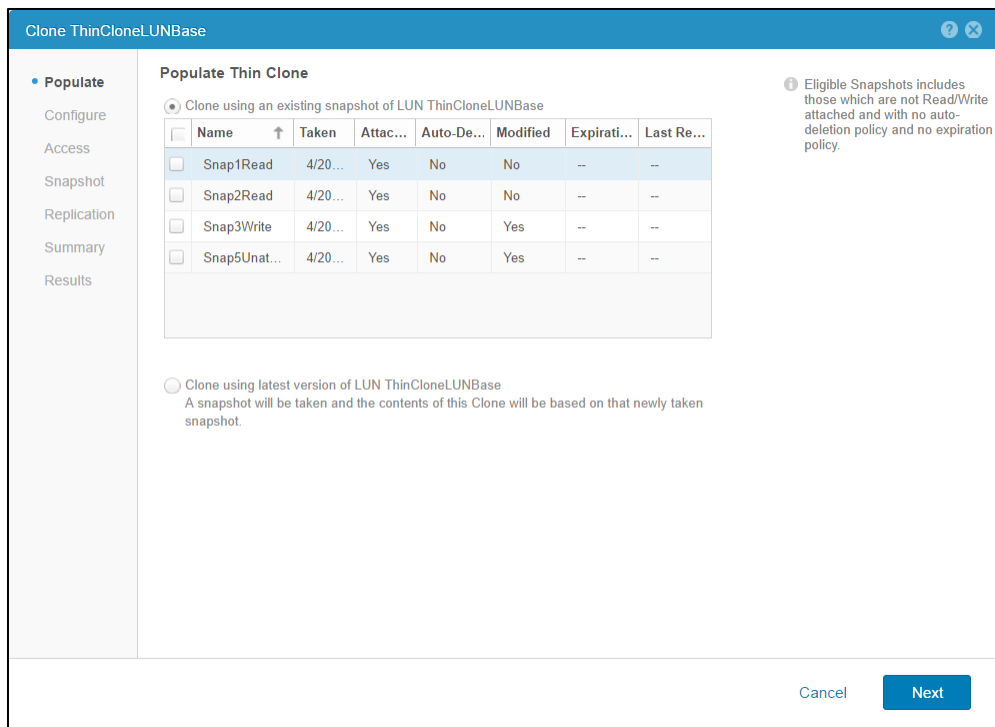 Clone ThinCloneLUNBase
Populate
Configure
Access
Snapshot
Replication
Summary
Results
Populate Thin Clone
Clone using an existing snapshot of LUN ThinCloneLUNBase
Name Taken Attac... Auto-De... Modified Expirati... Last Re...
Snap1Read 4/20... Yes No No -- --
Snap2Read 4/20... Yes No No -- --
Snap3Write 4/20... Yes No Yes -- --
Snap5Unat... 4/20... Yes No Yes -- --
Clone using latest version of LUN ThinCloneLUNBase
A snapshot will be taken and the contents of this Clone will be based on that newly taken
snapshot.
Eligible Snapshots includes
those which are not Read/Write
attached and with no auto-
deletion policy and no expiration
policy.
Cancel Next